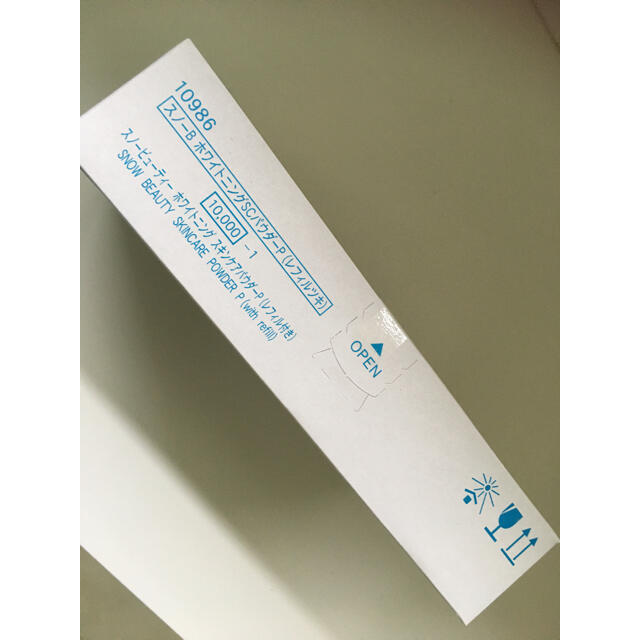 10986
スノーB ホワイトニングSCパウダーP(レフィルツキ)
10,000 -1
スノービューティー ホワイトニング スキンケアパウダーP(レフィル付き)
SNOW BEAUTY SKINCARE POWDER P (with refill)
OPEN